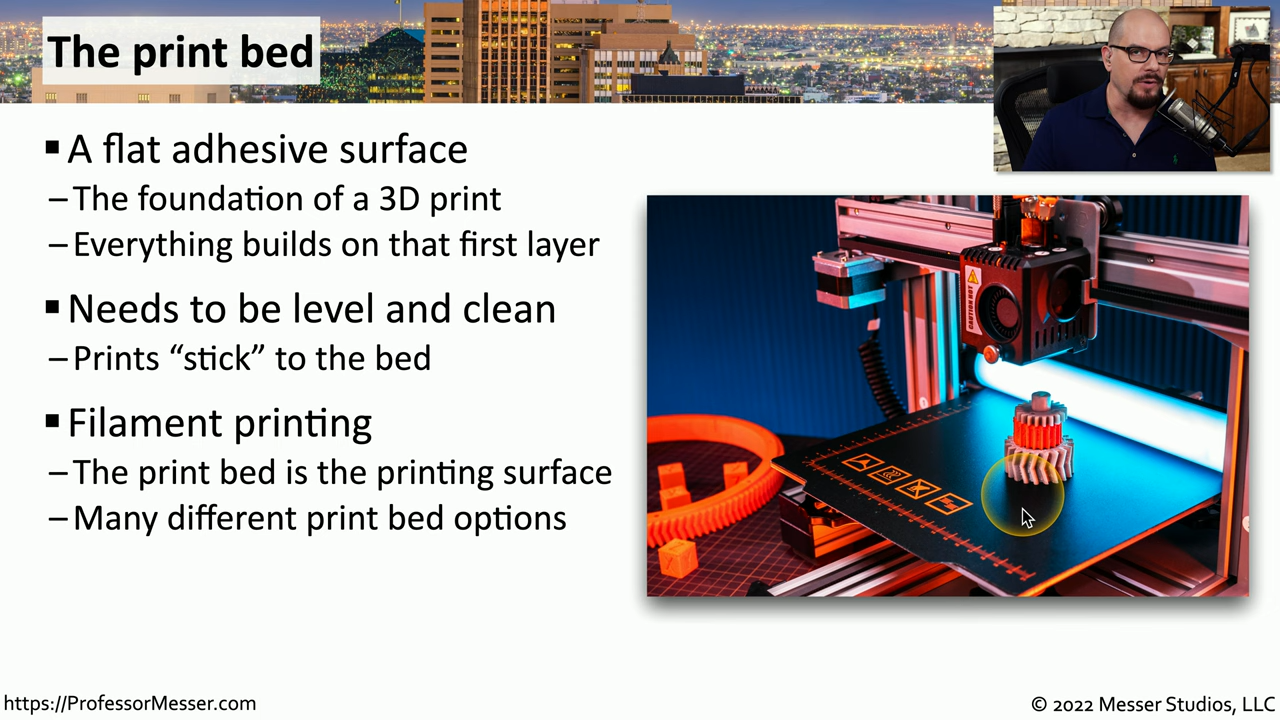 The print bed
▪ A flat adhesive surface
– The foundation of a 3D print
– Everything builds on that first layer
▪ Needs to be level and clean
– Prints “stick” to the bed
▪ Filament printing
– The print bed is the printing surface
– Many different print bed options
CAUTION HOT
https://ProfessorMesser.com
© 2022 Messer Studios, LLC